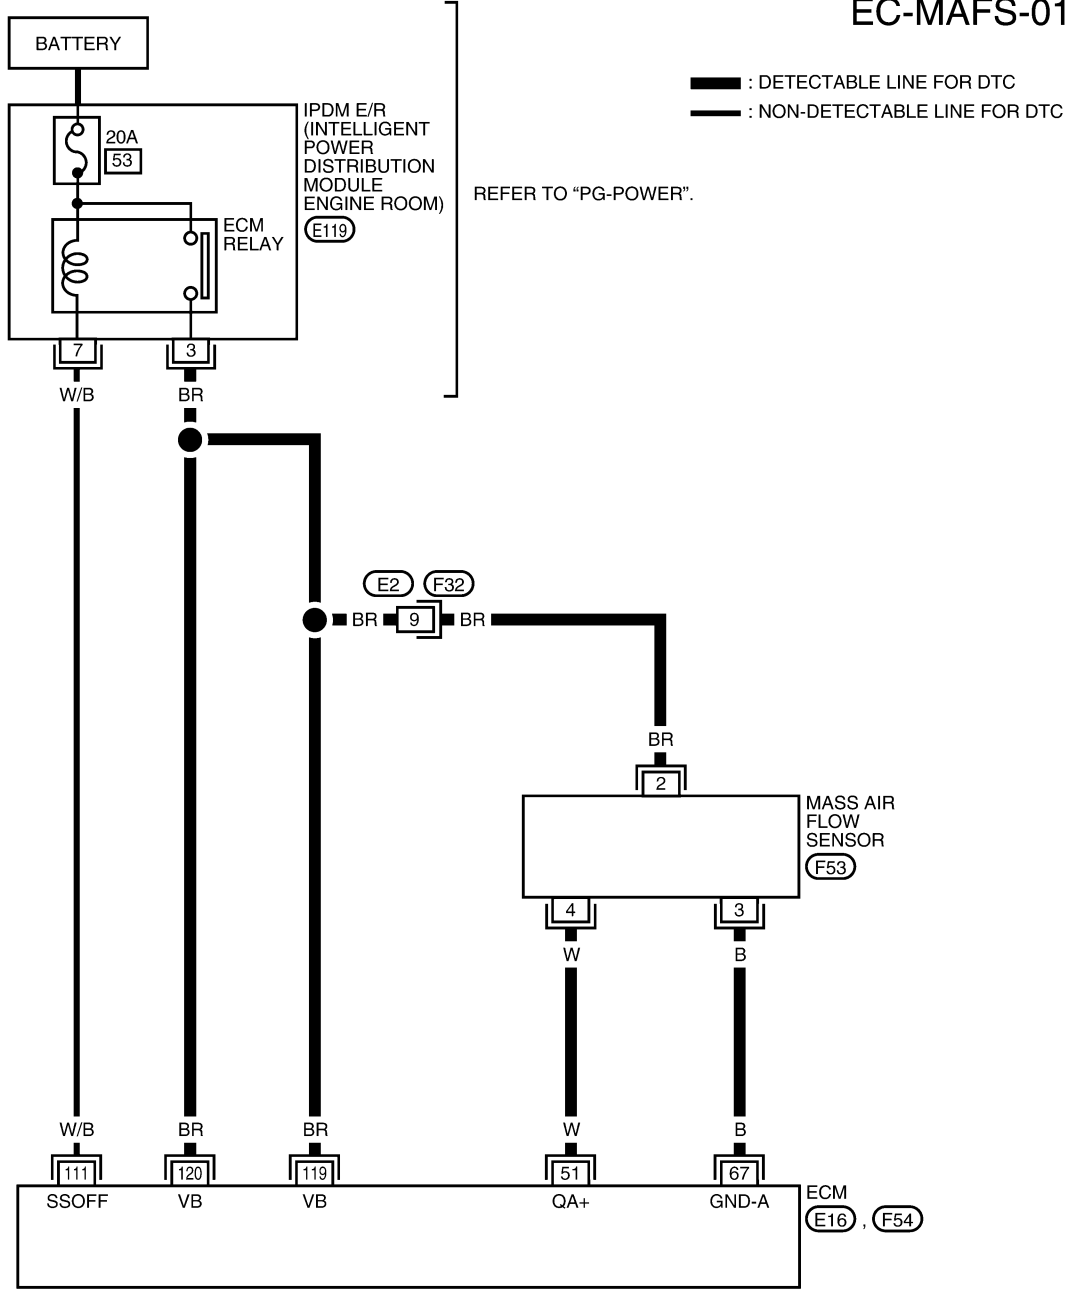 EC-MAFS-01
BATTERY
: DETECTABLE LINE FOR DTC
: NON-DETECTABLE LINE FOR DTC
20A
53
IPDM E/R
(INTELLIGENT
POWER
DISTRIBUTION
MODULE
ENGINE ROOM)
E119
REFER TO “PG-POWER”.
ECM
RELAY
7
3
W/B
BR
E2
F32
BR
9
BR
BR
2
MASS AIR
FLOW
SENSOR
F53
4
3
W
B
W/B
BR
BR
W
B
111
120
119
51
67
SSOFF
VB
VB
QA+
GND-A
ECM
E16 , F54